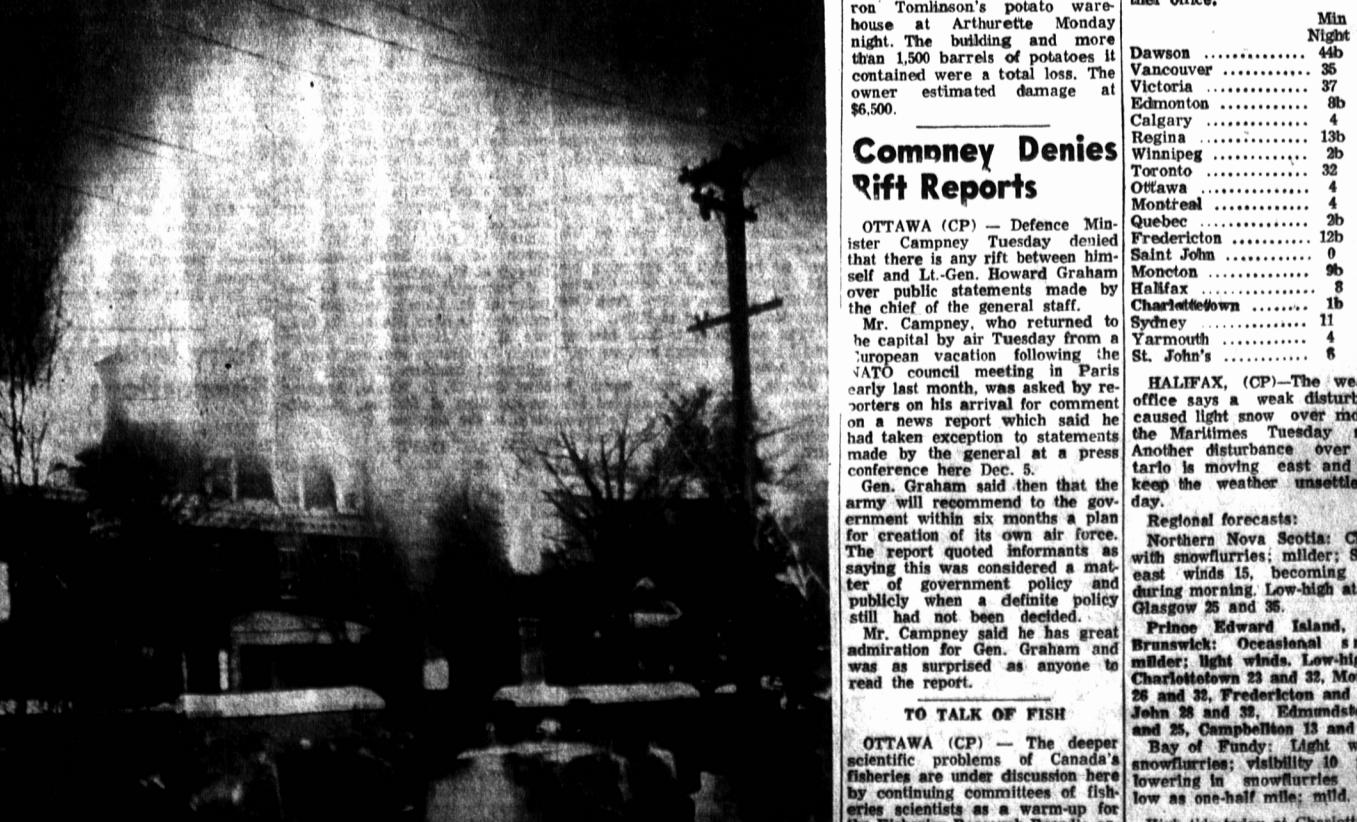 ron Tomlinson's potato ware-
house at Arthurette Monday
night. The building and more
than 1,500 barrels of potatoes it
contained were a total loss. The
owner estimated damage at
$6,500.
Campney Denies
Rift Reports
OTTAWA (CP) — Defence Min-
ister Campney Tuesday denied
that there is any rift between him-
self and Lt.-Gen. Howard Graham
over public statements made by
the chief of the general staff.
Mr. Campney, who returned to
he capital by air Tuesday from a
European vacation following the
NATO council meeting in Paris
early last month, was asked by re-
porters on his arrival for comment
on a news report which said he
had taken exception to statements
made by the general at a press
conference here Dec. 5.
Gen. Graham said then that the
army will recommend to the gov-
ernment within six months a plan
for creation of its own air force.
The report quoted informants as
saying this was considered a mat-
ter of government policy and
publicly when a definite policy
still had not been decided.
Mr. Campney said he has great
admiration for Gen. Graham and
was as surprised as anyone to
read the report.
TO TALK OF FISH
OTTAWA (CP) — The deeper
scientific problems of Canada's
fisheries are under discussion here
by continuing committees of fish-
eries scientists as a warm-up for
Min
Night
Dawson .............. 44b
Vancouver ............ 35
Victoria .............. 37
Edmonton ............ 8b
Calgary .............. 4
Regina .............. 13b
Winnipeg ............ 2b
Toronto .............. 32
Ottawa .............. 4
Montreal ............ 4
Quebec .............. 2b
Fredericton .......... 12b
Saint John ............ 0
Moncton ............ 9b
Halifax .............. 8
Charlottetown ........ 1b
Sydney .............. 11
Yarmouth ............ 4
St. John's ............
HALIFAX, (CP)—The we
office says a weak disturb
caused light snow over mo
the Maritimes Tuesday
Another disturbance over
tario is moving east and
keep the weather unsettle
day.
Regional forecasts:
Northern Nova Scotia: C
with snowflurries; milder; S
east winds 15, becoming
during morning. Low-high at
Glasgow 25 and 35.
Prince Edward Island,
Brunswick: Occasional sn
milder; light winds. Low-hig
Charlottetown 23 and 32, Mo
26 and 32, Fredericton and
John 28 and 32, Edmundst
and 25, Campbellton 13 and
Bay of Fundy: Light w
snowflurries; visibility 10
lowering in snowflurries
low as one-half mile; mild.